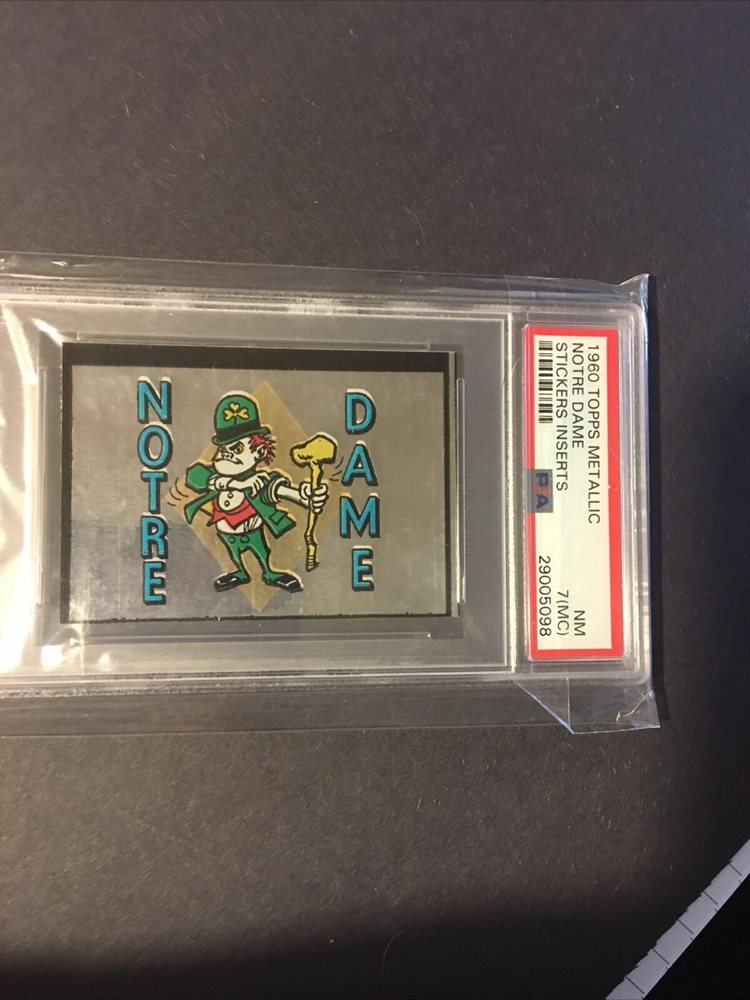 1960 TOPPS METALLIC
NOTRE DAME
STICKERS INSERTS
NM
7(MC)
29005098
PSA
NOTRE
DAME